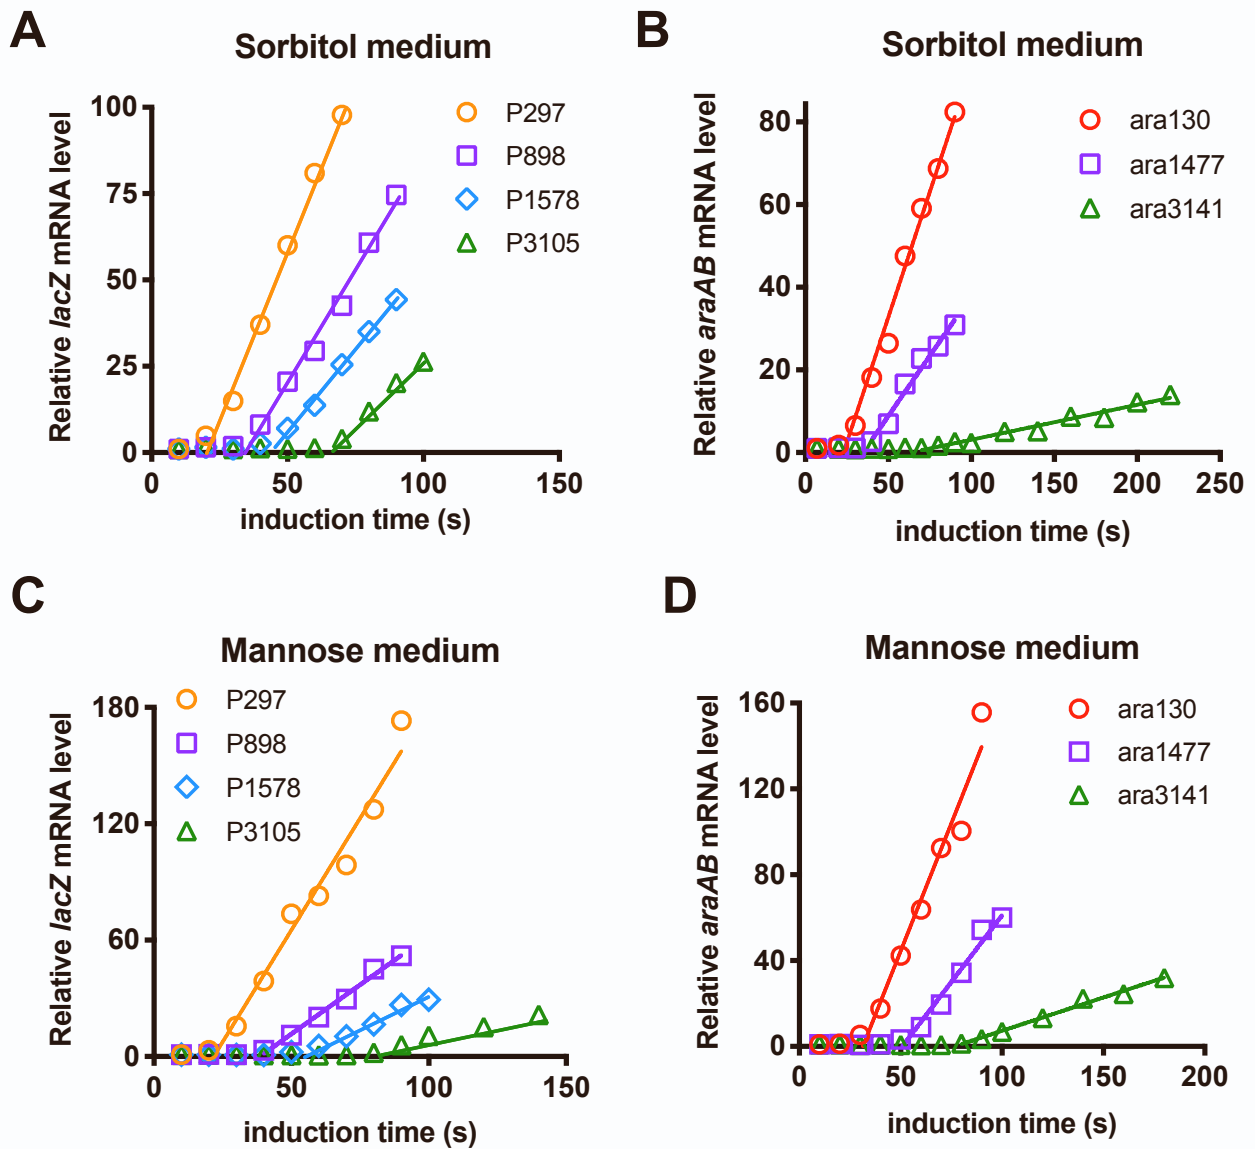 A
Sorbitol medium
Relative lacZ mRNA level
100
75
50
25
0
0 50 100 150
induction time (s)
P297
P898
P1578
P3105
B
Sorbitol medium
Relative araAB mRNA level
80
60
40
20
0
0 50 100 150 200 250
induction time (s)
ara130
ara1477
ara3141
C
Mannose medium
Relative lacZ mRNA level
180
120
60
0
0 50 100 150
induction time (s)
P297
P898
P1578
P3105
D
Mannose medium
Relative araAB mRNA level
160
120
80
40
0
0 50 100 150 200
induction time (s)
ara130
ara1477
ara3141